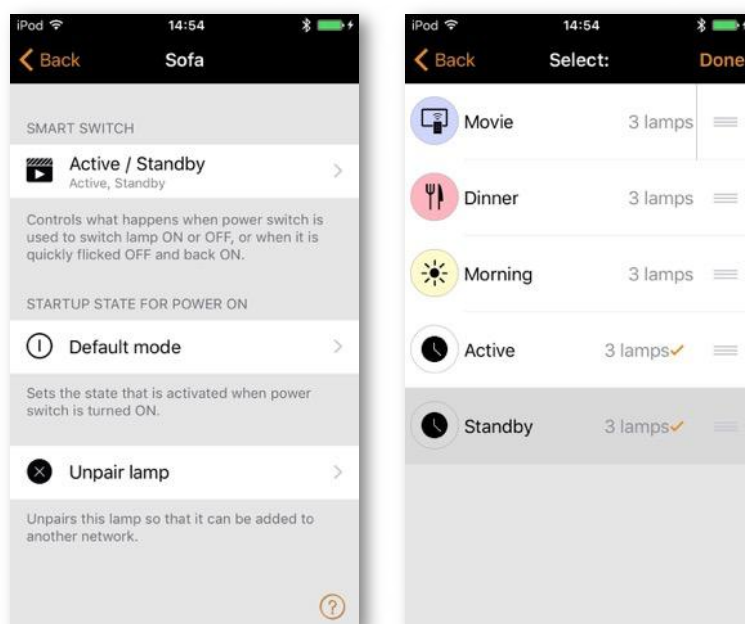 iPod 14:54
Back Sofa
SMART SWITCH
Active / Standby
Active, Standby
Controls what happens when power switch is
used to switch lamp ON or OFF, or when it is
quickly flicked OFF and back ON.
STARTUP STATE FOR POWER ON
Default mode
Sets the state that is activated when power
switch is turned ON.
Unpair lamp
Unpairs this lamp so that it can be added to
another network.
?
iPod 14:54
Back Select: Done
Movie 3 lamps
Dinner 3 lamps
Morning 3 lamps
Active 3 lamps
Standby 3 lamps